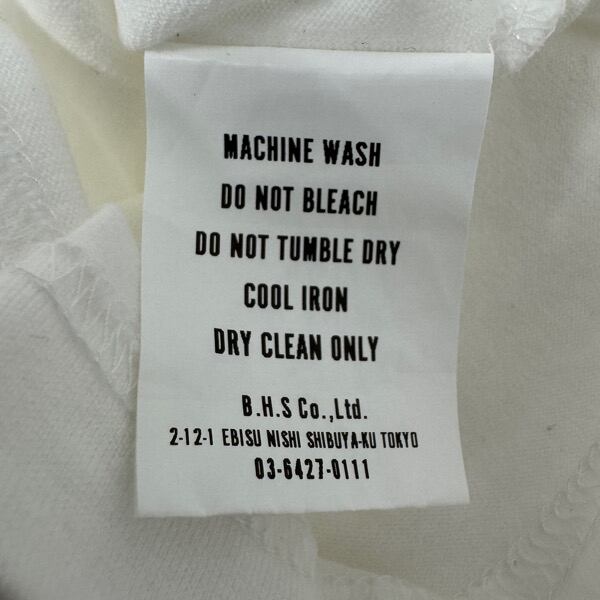 MACHINE WASH
DO NOT BLEACH
DO NOT TUMBLE DRY
COOL IRON
DRY CLEAN ONLY
B.H.S Co.,Ltd.
2-12-1 EBISU NISHI SHIBUYA-KU TOKYO
03-6427-0111